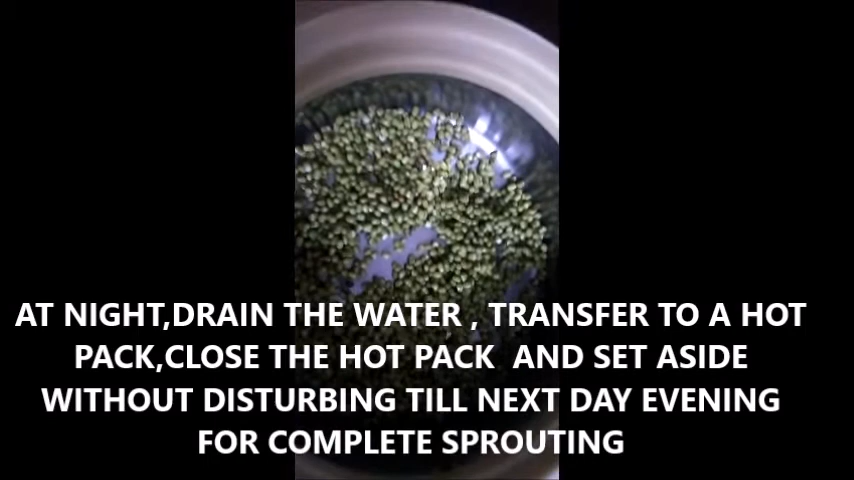 AT NIGHT,DRAIN THE WATER , TRANSFER TO A HOT
PACK,CLOSE THE HOT PACK  AND SET ASIDE
WITHOUT DISTURBING TILL NEXT DAY EVENING
FOR COMPLETE SPROUTING